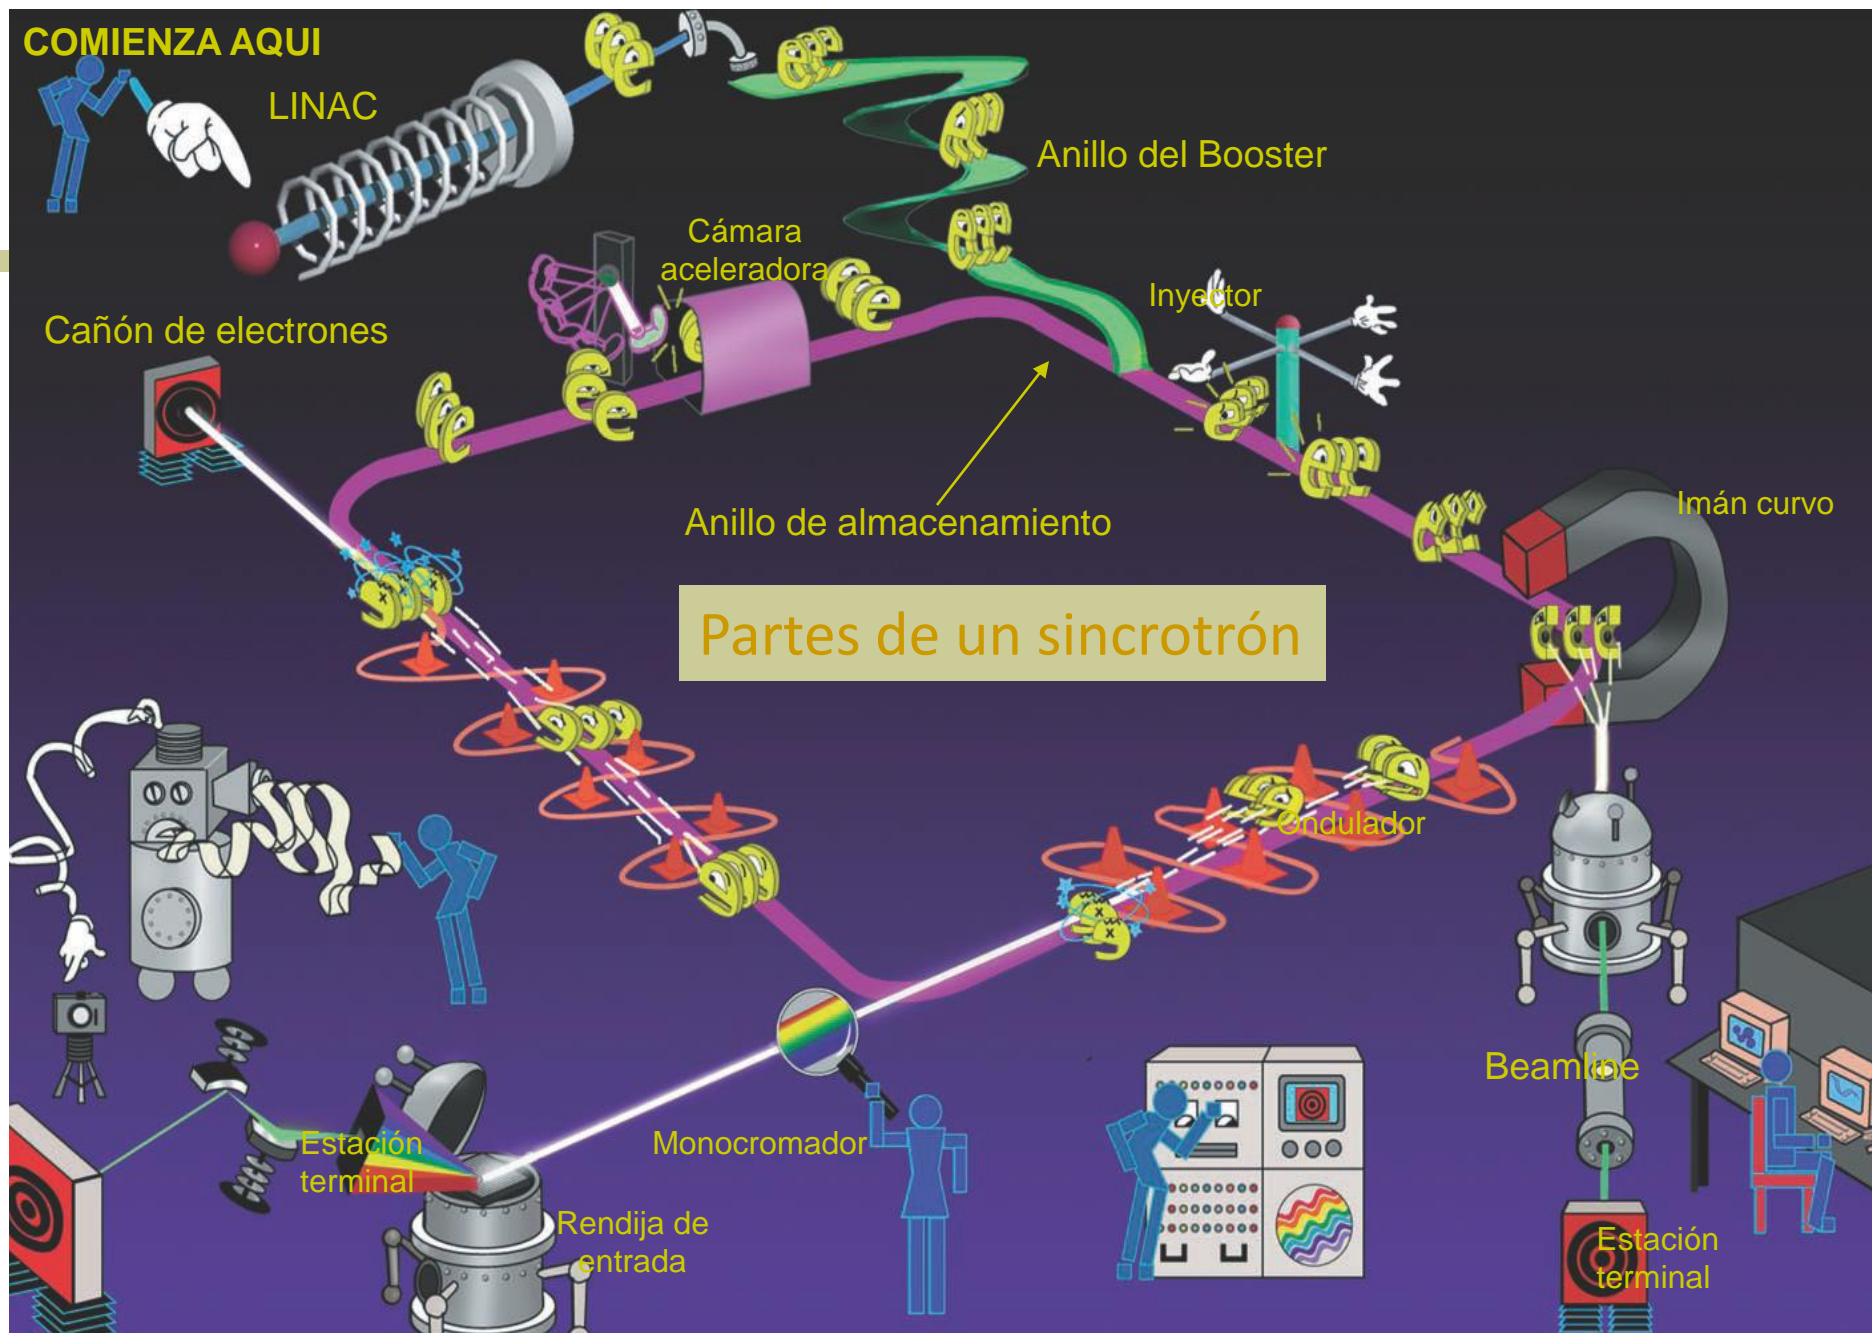 COMIENZA AQUI
LINAC
Anillo del Booster
Cámara
aceleradora
Inyector
Cañón de electrones
Imán curvo
Anillo de almacenamiento
Partes de un sincrotrón
Ondulador
Beamline
Estación
terminal
Monocromador
Rendija de
entrada
Estación
terminal